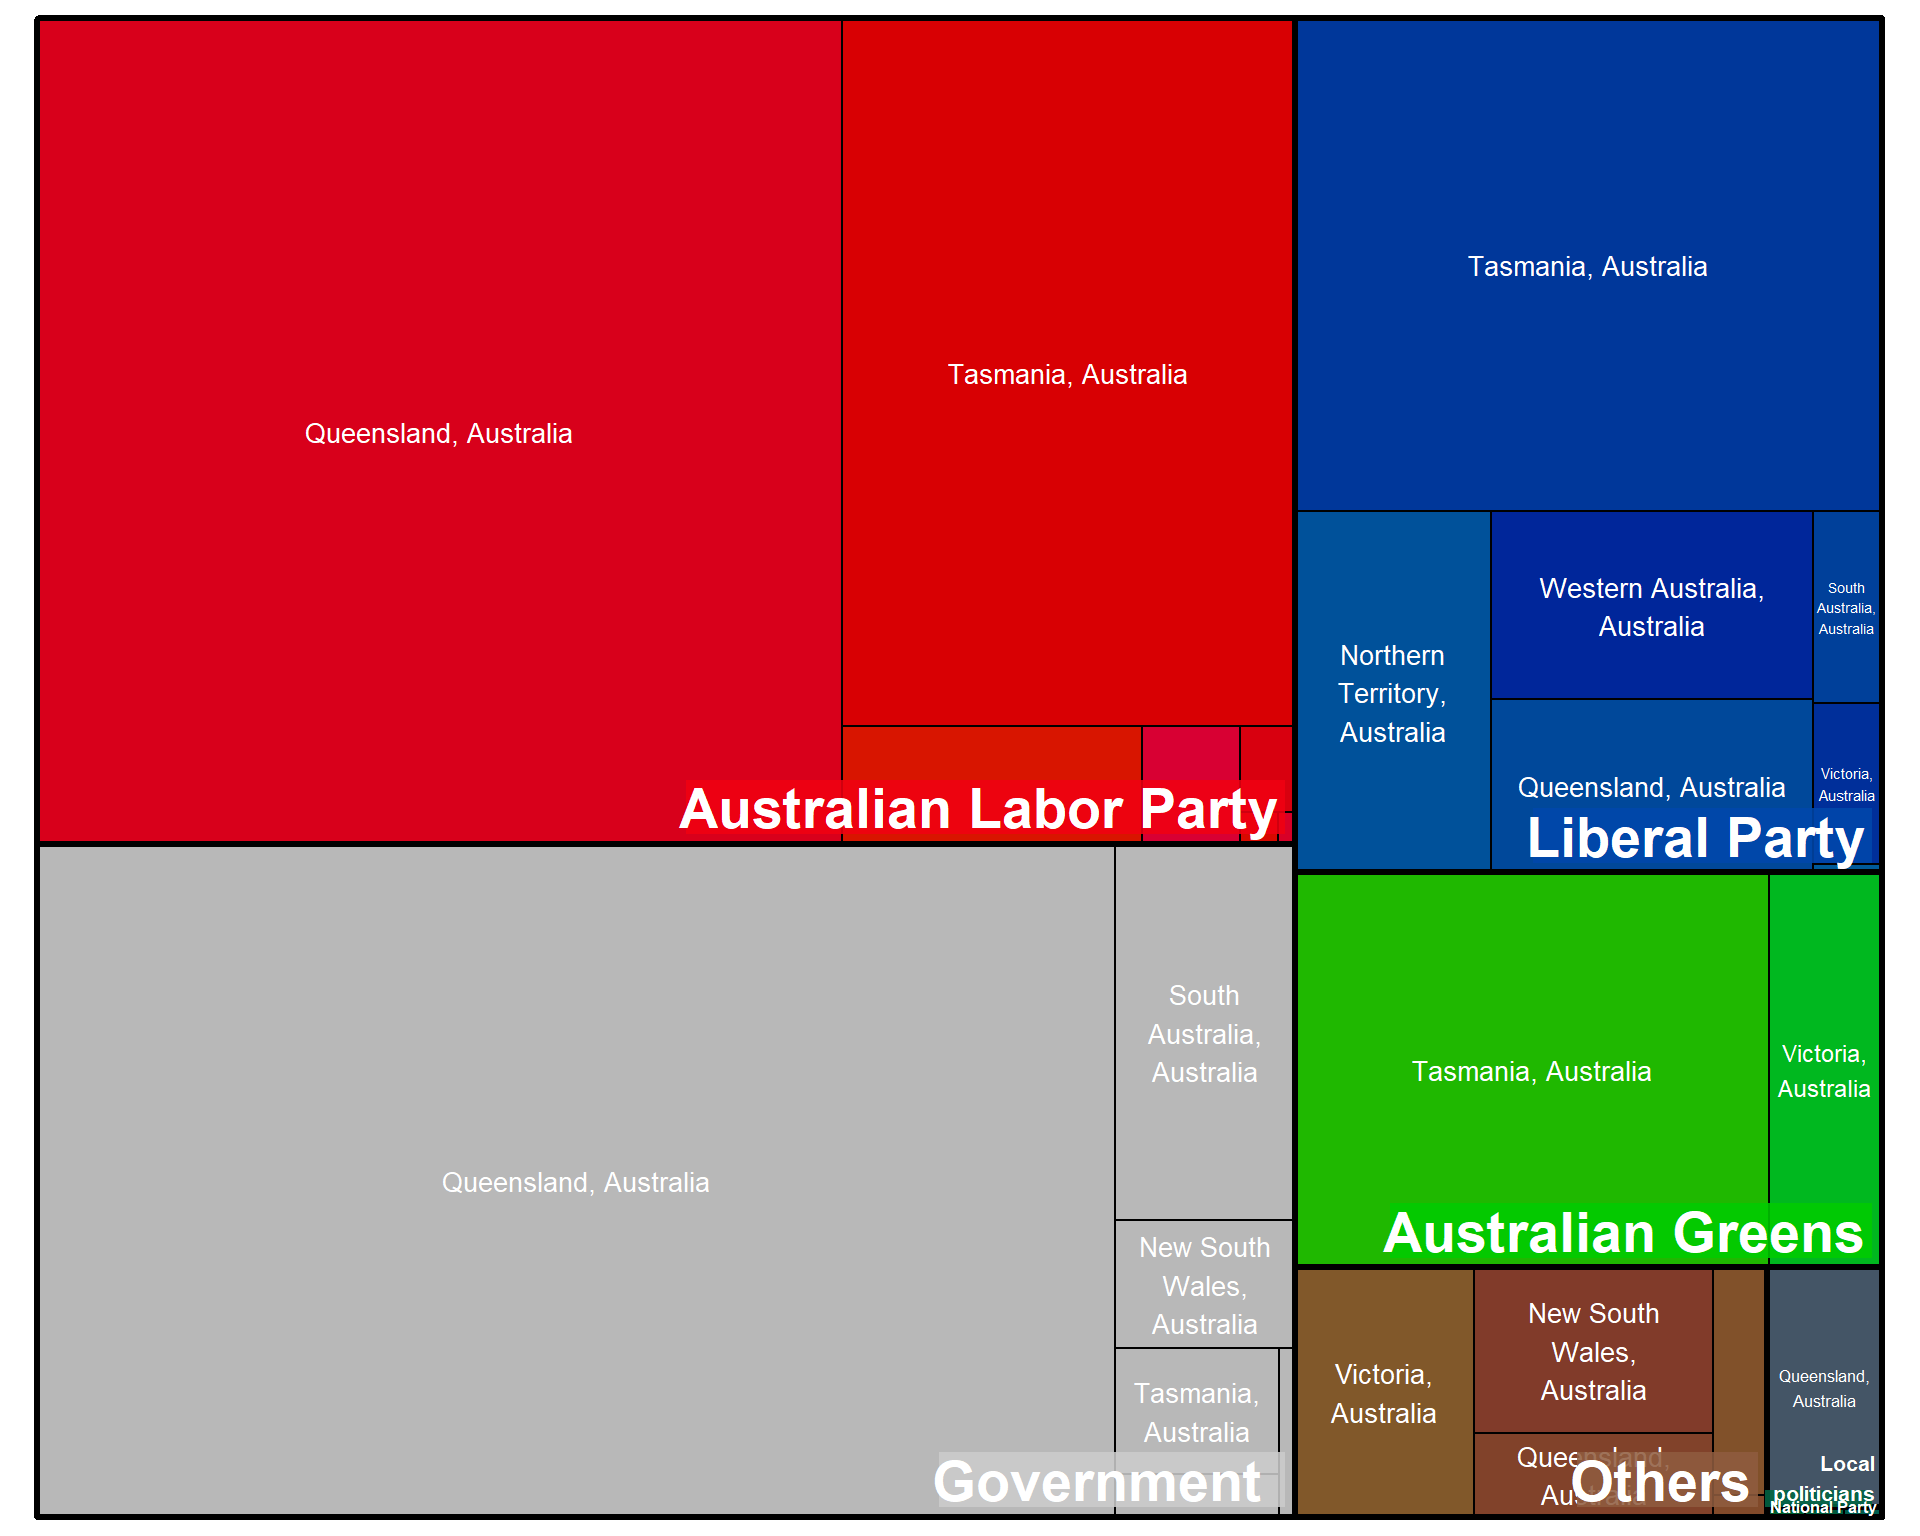 Queensland, Australia
Tasmania, Australia
Australian Labor Party
Tasmania, Australia
Northern
Territory,
Australia
Western Australia,
Australia
South
Australia,
Australia
Queensland, Australia
Victoria,
Australia
Liberal Party
Queensland, Australia
South
Australia,
Australia
New South
Wales,
Australia
Tasmania,
Australia
Government
Tasmania, Australia
Victoria,
Australia
Australian Greens
Victoria,
Australia
New South
Wales,
Australia
Queensland,
Australia
Others
Queensland,
Australia
Local
politicians
National Party